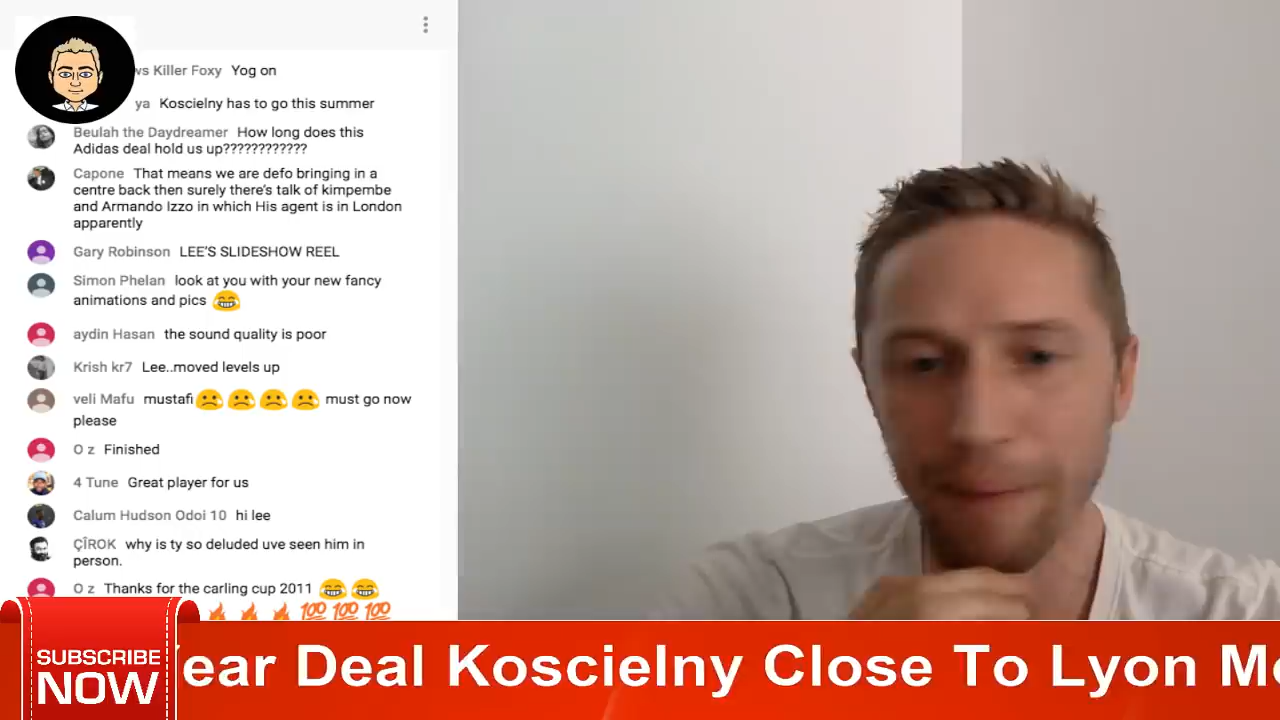 ws Killer Foxy Yog on
ya Koscielny has to go this summer
Beulah the Daydreamer How long does this
Adidas deal hold us up????????????
Capone That means we are defo bringing in a
centre back then surely there's talk of kimpembe
and Armando Izzo in which His agent is in London
apparently
Gary Robinson LEE'S SLIDESHOW REEL
Simon Phelan look at you with your new fancy
animations and pics 😂
aydin Hasan the sound quality is poor
Krish kr7 Lee..moved levels up
veli Mafu mustafi😢😢😢😢 must go now
please
O z Finished
4 Tune Great player for us
Calum Hudson Odoi 10 hi lee
ÇÎROK why is ty so deluded uve seen him in
person.
O z Thanks for the carling cup 2011 😂 😂
🔥 🔥 🔥 💯 💯 💯
SUBSCRIBE
NOW
Year Deal Koscielny Close To Lyon M